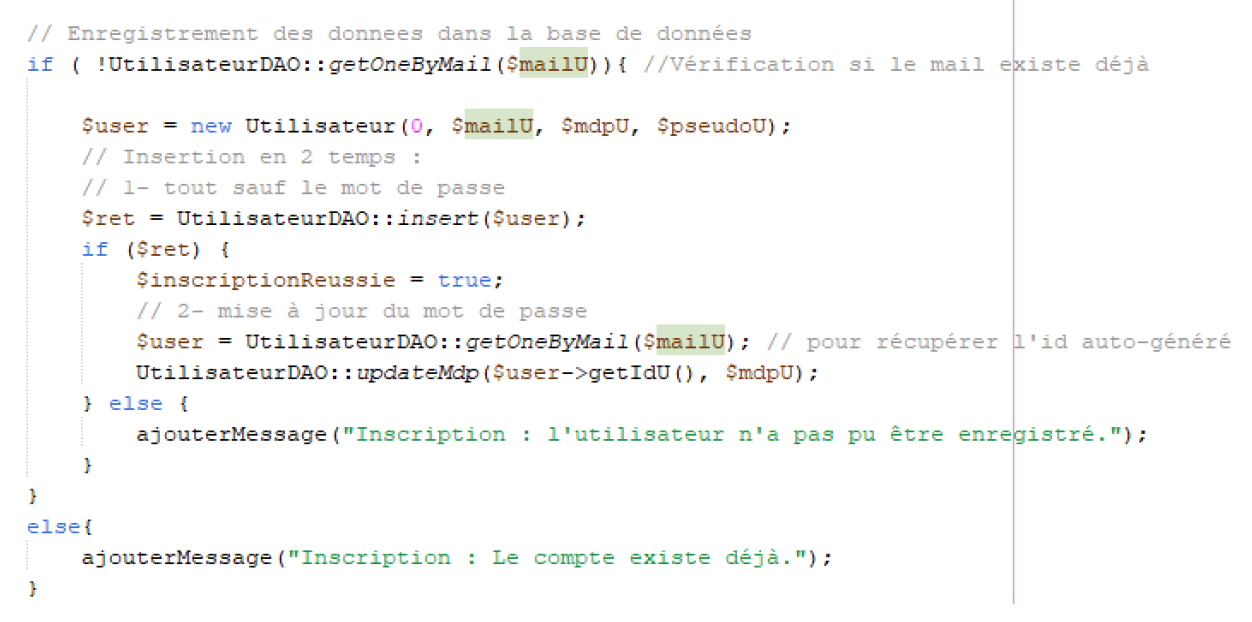 // Enregistrement des donnees dans la base de données
if ( !UtilisateurDAO::getOneByMail($mailU)){ //Vérification si le mail existe déjà
$user = new Utilisateur(0, $mailU, $mdpU, $pseudoU);
// Insertion en 2 temps :
// 1- tout sauf le mot de passe
$ret = UtilisateurDAO::insert($user);
if ($ret) {
$inscriptionReussie = true;
// 2- mise à jour du mot de passe
$user = UtilisateurDAO::getOneByMail($mailU); // pour récupérer l'id auto-généré
UtilisateurDAO::updateMdp($user->getIdU(), $mdpU);
} else {
ajouterMessage("Inscription : l'utilisateur n'a pas pu être enregistré.");
}
}
else{
ajouterMessage("Inscription : Le compte existe déjà.");
}